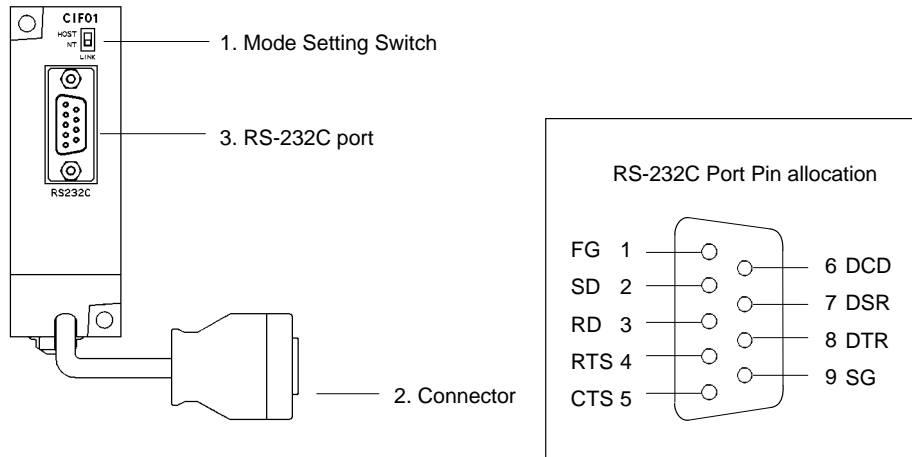 CIF01
HOST
NT
LINK
1. Mode Setting Switch
3. RS-232C port
RS232C
2. Connector
RS-232C Port Pin allocation
FG 1
SD 2
RD 3
RTS 4
CTS 5
6 DCD
7 DSR
8 DTR
9 SG